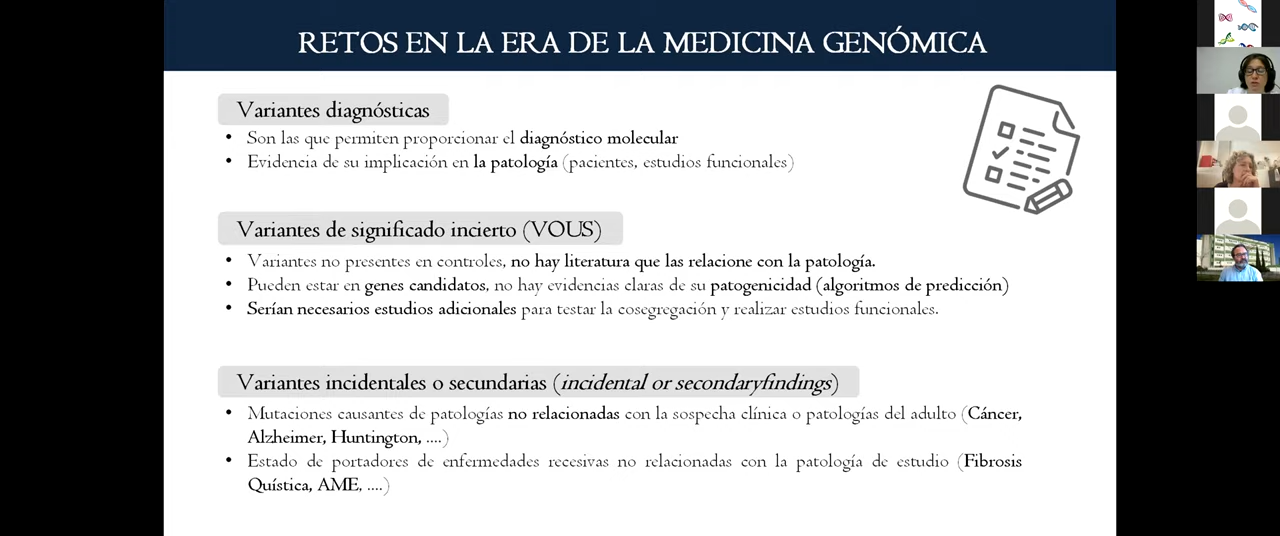 RETOS EN LA ERA DE LA MEDICINA GENÓMICA
Variantes diagnósticas
• Son las que permiten proporcionar el diagnóstico molecular
• Evidencia de su implicación en la patología (pacientes, estudios funcionales)
Variantes de significado incierto (VOUS)
• Variantes no presentes en controles, no hay literatura que las relacione con la patología.
• Pueden estar en genes candidatos, no hay evidencias claras de su patogenicidad (algoritmos de predicción)
• Serían necesarios estudios adicionales para testar la cosegregación y realizar estudios funcionales.
Variantes incidentales o secundarias (incidental or secondaryfindings)
• Mutaciones causantes de patologías no relacionadas con la sospecha clínica o patologías del adulto (Cáncer,
Alzheimer, Huntington, ....)
• Estado de portadores de enfermedades recesivas no relacionadas con la patología de estudio (Fibrosis
Quística, AME, ....)